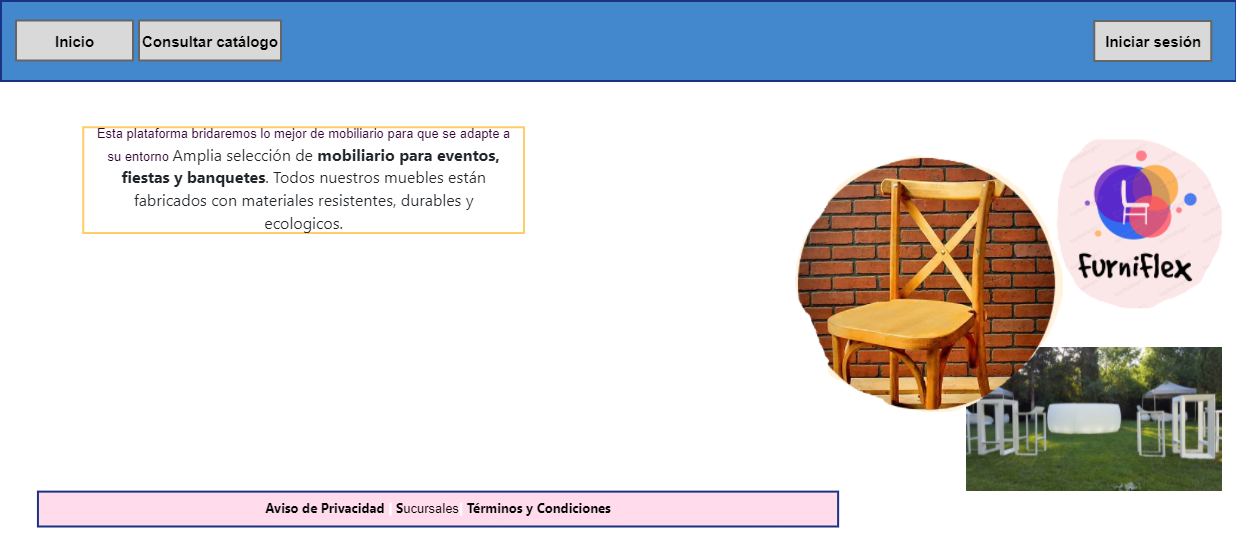 Inicio Consultar catálogo Iniciar sesión
Esta plataforma bridaremos lo mejor de mobiliario para que se adapte a
su entorno Amplia selección de mobiliario para eventos,
fiestas y banquetes. Todos nuestros muebles están
fabricados con materiales resistentes, durables y
ecologicos.
furniflex
Aviso de Privacidad | Sucursales | Términos y Condiciones